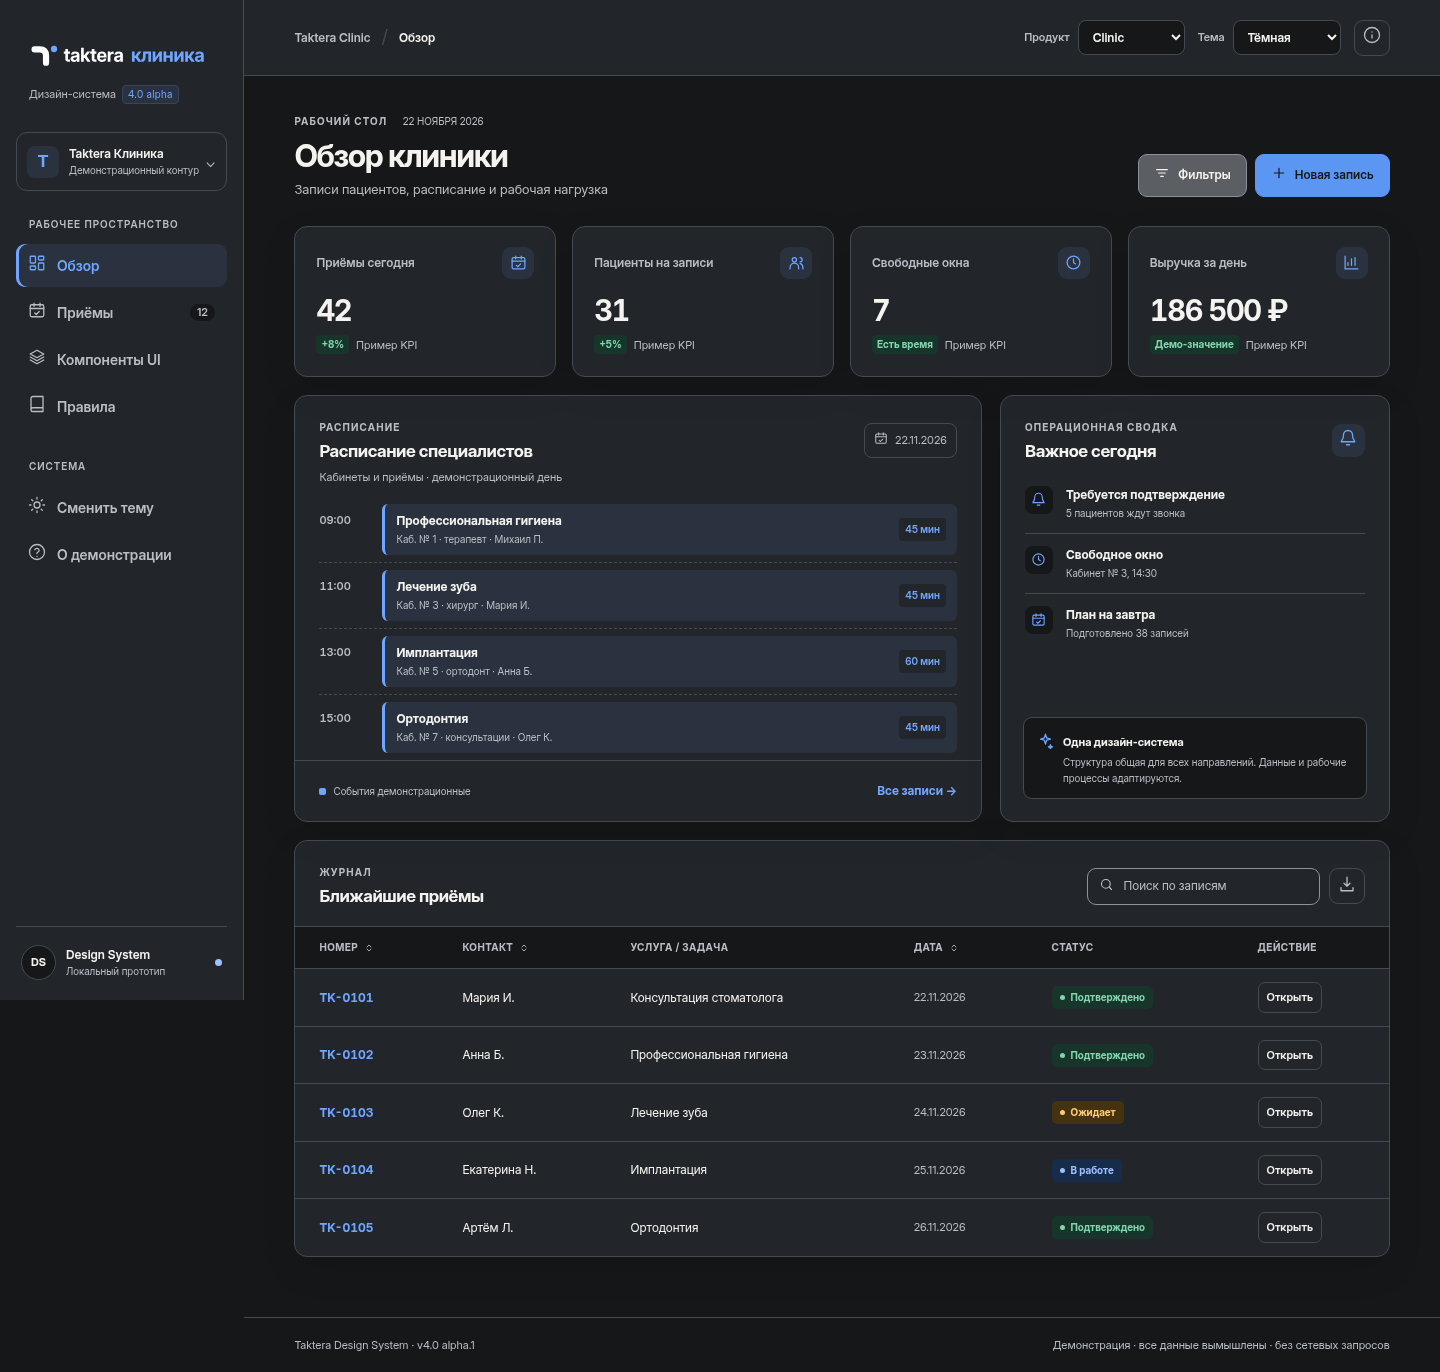 taktera клиника
Дизайн-система 4.0 alpha
T
Taktera Клиника
Демонстрационный контур
РАБОЧЕЕ ПРОСТРАНСТВО
Обзор
Приёмы 12
Компоненты UI
Правила
СИСТЕМА
Сменить тему
О демонстрации
DS
Design System
Локальный прототип
Taktera Clinic / Обзор
Продукт Clinic Тема Тёмная
РАБОЧИЙ СТОЛ 22 НОЯБРЯ 2026
Обзор клиники
Записи пациентов, расписание и рабочая нагрузка
Фильтры Новая запись
Приёмы сегодня
42
+8% Пример KPI
Пациенты на записи
31
+5% Пример KPI
Свободные окна
7
Есть время Пример KPI
Выручка за день
186 500 ₽
Демо-значение Пример KPI
РАСПИСАНИЕ
Расписание специалистов
Кабинеты и приёмы · демонстрационный день
22.11.2026
09:00 Профессиональная гигиена 45 мин
Каб. № 1 · терапевт · Михаил П.
11:00 Лечение зуба 45 мин
Каб. № 3 · хирург · Мария И.
13:00 Имплантация 60 мин
Каб. № 5 · ортодонт · Анна Б.
15:00 Ортодонтия 45 мин
Каб. № 7 · консультации · Олег К.
События демонстрационные Все записи →
ОПЕРАЦИОННАЯ СВОДКА
Важное сегодня
Требуется подтверждение
5 пациентов ждут звонка
Свободное окно
Кабинет № 3, 14:30
План на завтра
Подготовлено 38 записей
Одна дизайн-система
Структура общая для всех направлений. Данные и рабочие
процессы адаптируются.
ЖУРНАЛ
Ближайшие приёмы
Поиск по записям
НОМЕР КОНТАКТ УСЛУГА / ЗАДАЧА ДАТА СТАТУС ДЕЙСТВИЕ
TK-0101 Мария И. Консультация стоматолога 22.11.2026 Подтверждено Открыть
TK-0102 Анна Б. Профессиональная гигиена 23.11.2026 Подтверждено Открыть
TK-0103 Олег К. Лечение зуба 24.11.2026 Ожидает Открыть
TK-0104 Екатерина Н. Имплантация 25.11.2026 В работе Открыть
TK-0105 Артём Л. Ортодонтия 26.11.2026 Подтверждено Открыть
Taktera Design System · v4.0 alpha.1
Демонстрация · все данные вымышлены · без сетевых запросов